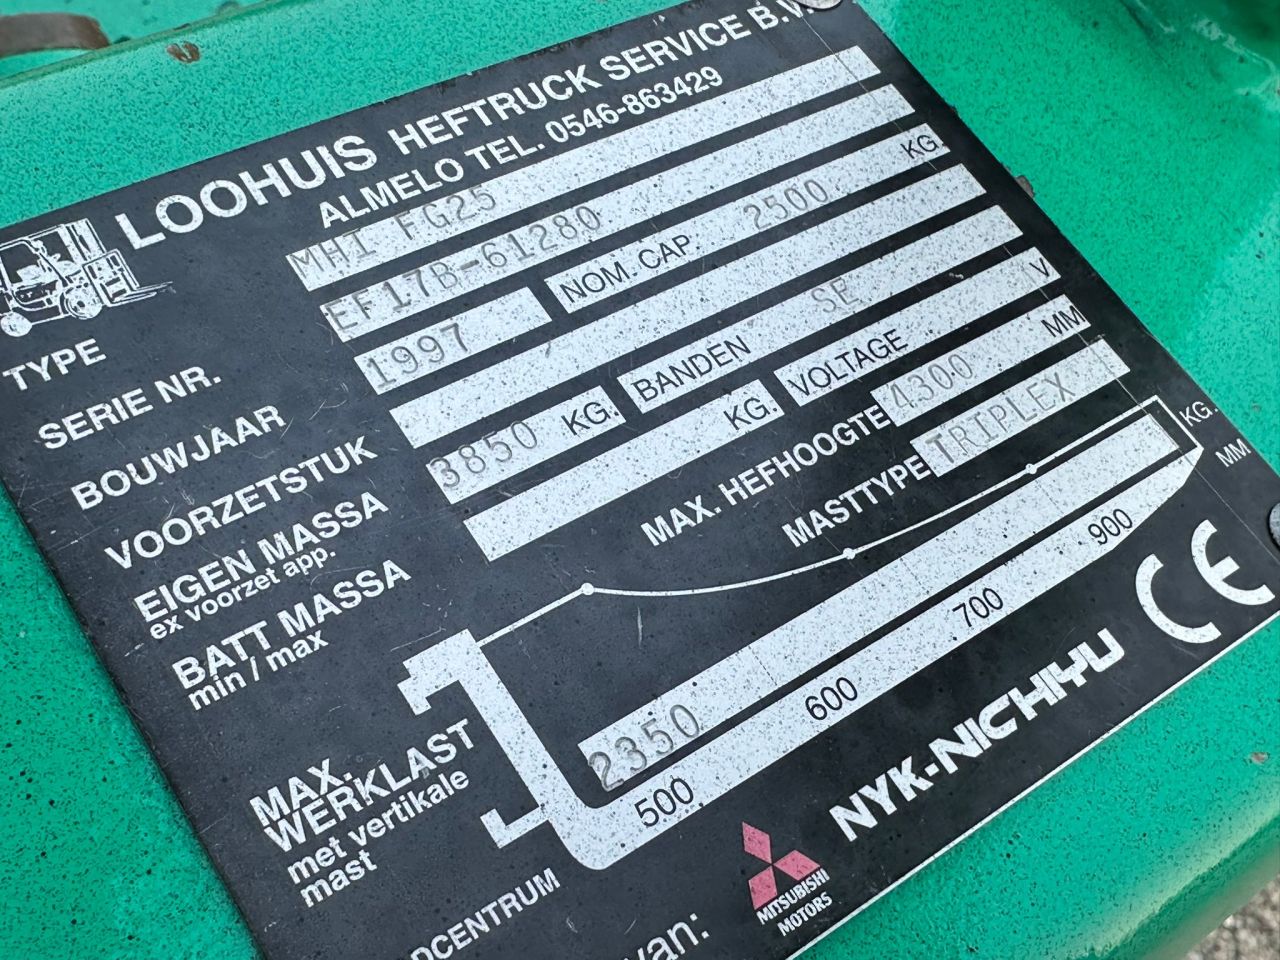 LOOHUIS HEFTRUCK SERVICE B.V.
ALMELO TEL. 0546-863429
TYPE MHI FG25
SERIE NR. EF17B-61280
BOUWJAAR 1997 NOM. CAP 2500 KG.
VOORZETSTUK
EIGEN MASSA 3850 KG. BANDEN SE
ex voorzet app.
BATT MASSA KG. VOLTAGE V
min / max
MAX. HEFHOOGTE 4300 MM
MASTTYPE TRIPLEX
MAX.
WERKLAST
met vertikale
mast
2350 KG.
500 600 700 900 MM
DCENTRUM
van:
MITSUBISHI
MOTORS
NYK-NICHIYU
CE